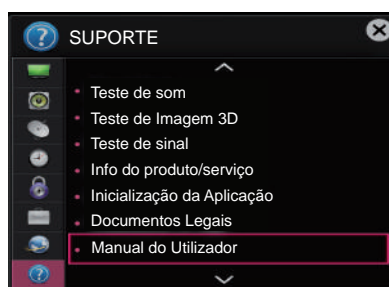 SUPORTE
Teste de som
Teste de Imagem 3D
Teste de sinal
Info do produto/serviço
Inicialização da Aplicação
Documentos Legais
Manual do Utilizador